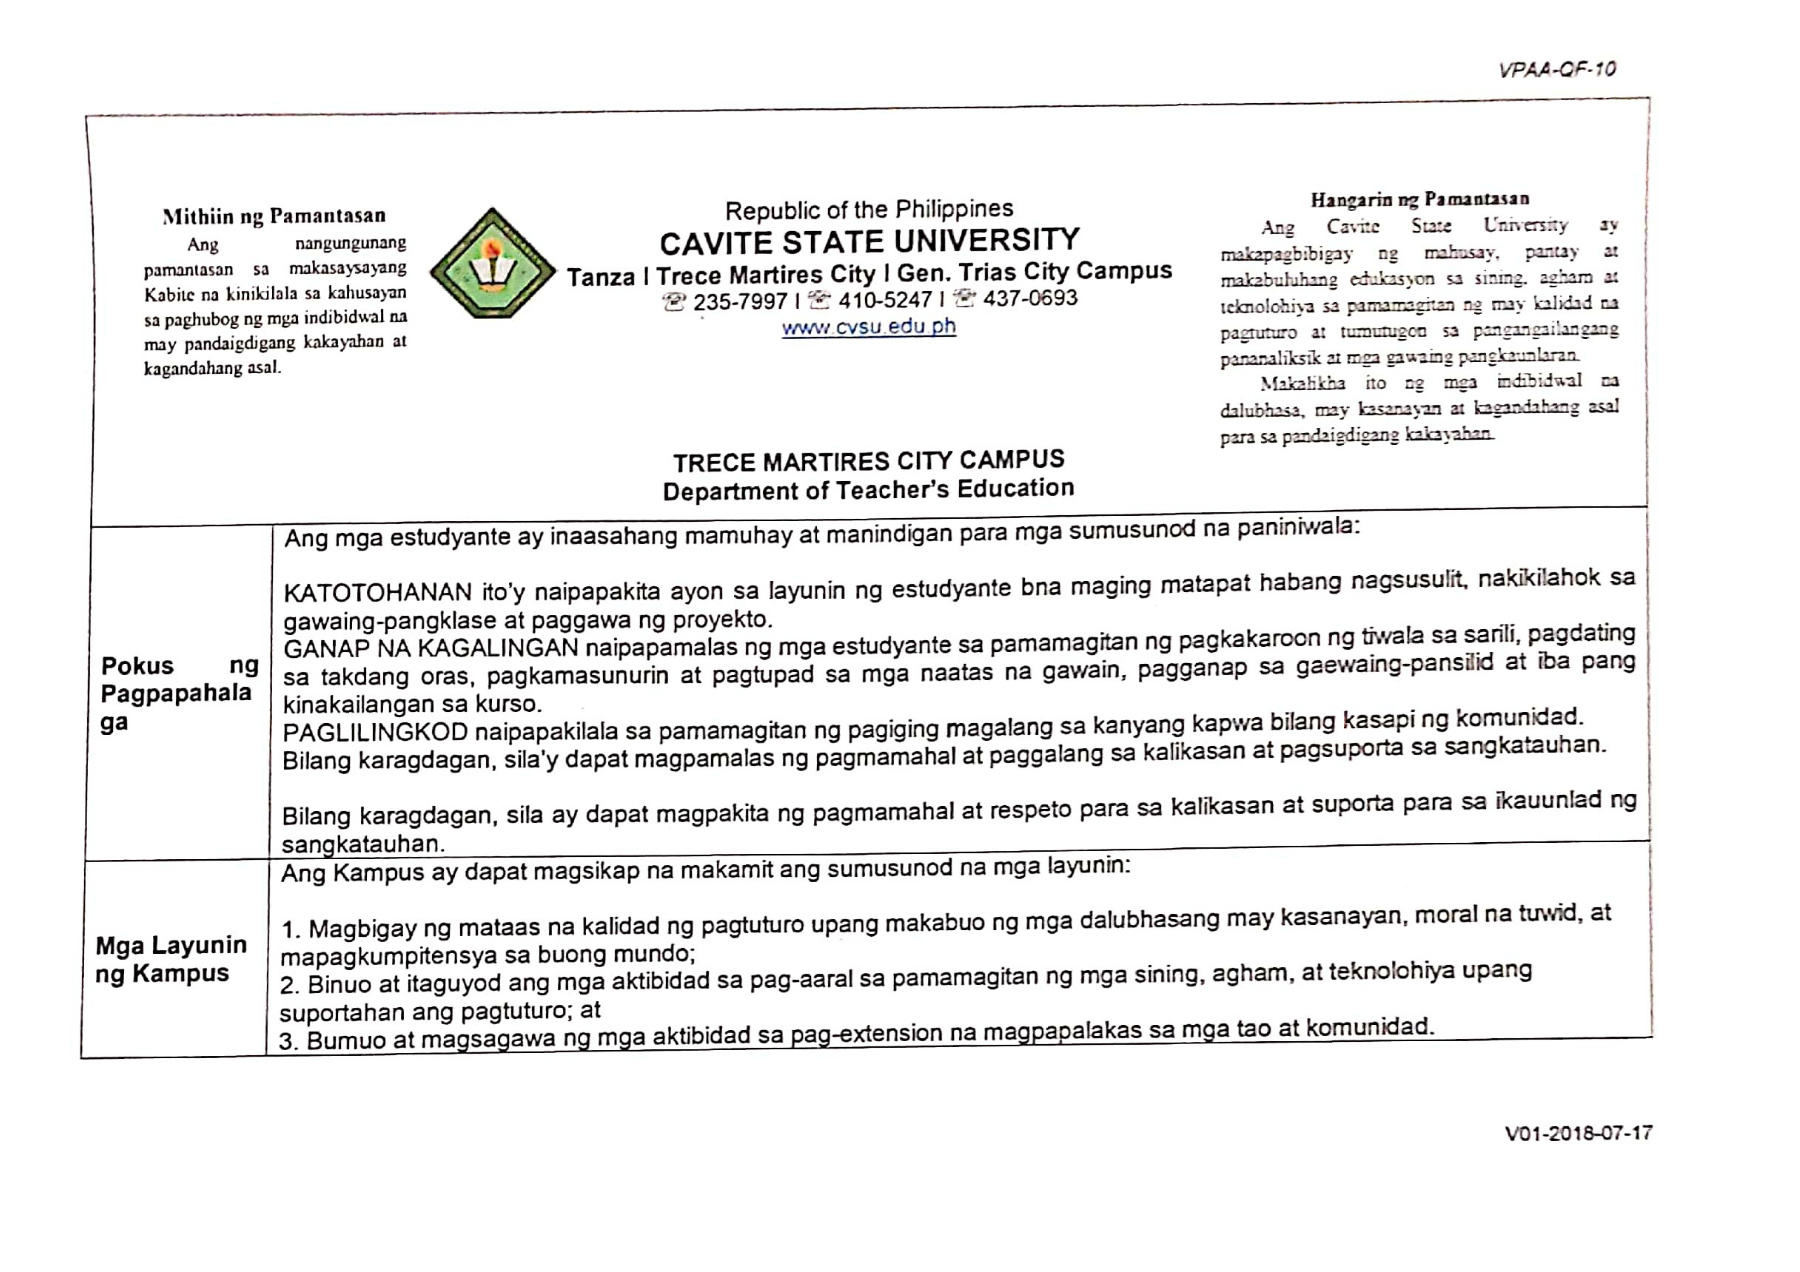 VPAA-QF-10
Mithiin ng Pamantasan
Ang nangungunang
pamantasan sa makasaysayang
Kabite na kinikilala sa kahusayan
sa paghubog ng mga indibidwal na
may pandaigdigang kakayahan at
kagandahang asal.
Republic of the Philippines
CAVITE STATE UNIVERSITY
Tanza I Trece Martires City I Gen. Trias City Campus
☏ 235-7997 I ☏ 410-5247 I ☏ 437-0693
www.cvsu.edu.ph
Hangarin ng Pamantasan
Ang Cavite State University ay
makapagbibigay ng mahusay, pantay at
makabuluhang edukasyon sa sining, agham at
teknolohiya sa pamamagitan ng may kalidad na
pagtuturo at tumutugon sa pangangailangang
pananaliksik at mga gawaing pangkaunlaran.
Makalikha ito ng mga indibidwal na
dalubhasa, may kasanayan at kagandahang asal
para sa pandaigdigang kakayahan.
TRECE MARTIRES CITY CAMPUS
Department of Teacher's Education
Pokus ng
Pagpapahala
ga
Ang mga estudyante ay inaasahang mamuhay at manindigan para mga sumusunod na paniniwala:
KATOTOHANAN ito'y naipapakita ayon sa layunin ng estudyante bna maging matapat habang nagsusulit, nakikilahok sa
gawaing-pangklase at paggawa ng proyekto.
GANAP NA KAGALINGAN naipapamalas ng mga estudyante sa pamamagitan ng pagkakaroon ng tiwala sa sarili, pagdating
sa takdang oras, pagkamasunurin at pagtupad sa mga naatas na gawain, pagganap sa gaewaing-pansilid at iba pang
kinakailangan sa kurso.
PAGLILINGKOD naipapakilala sa pamamagitan ng pagiging magalang sa kanyang kapwa bilang kasapi ng komunidad.
Bilang karagdagan, sila'y dapat magpamalas ng pagmamahal at paggalang sa kalikasan at pagsuporta sa sangkatauhan.
Bilang karagdagan, sila ay dapat magpakita ng pagmamahal at respeto para sa kalikasan at suporta para sa ikauunlad ng
sangkatauhan.
Mga Layunin
ng Kampus
Ang Kampus ay dapat magsikap na makamit ang sumusunod na mga layunin:
1. Magbigay ng mataas na kalidad ng pagtuturo upang makabuo ng mga dalubhasang may kasanayan, moral na tuwid, at
mapagkumpitensya sa buong mundo;
2. Binuo at itaguyod ang mga aktibidad sa pag-aaral sa pamamagitan ng mga sining, agham, at teknolohiya upang
suportahan ang pagtuturo; at
3. Bumuo at magsagawa ng mga aktibidad sa pag-extension na magpapalakas sa mga tao at komunidad.
V01-2018-07-17